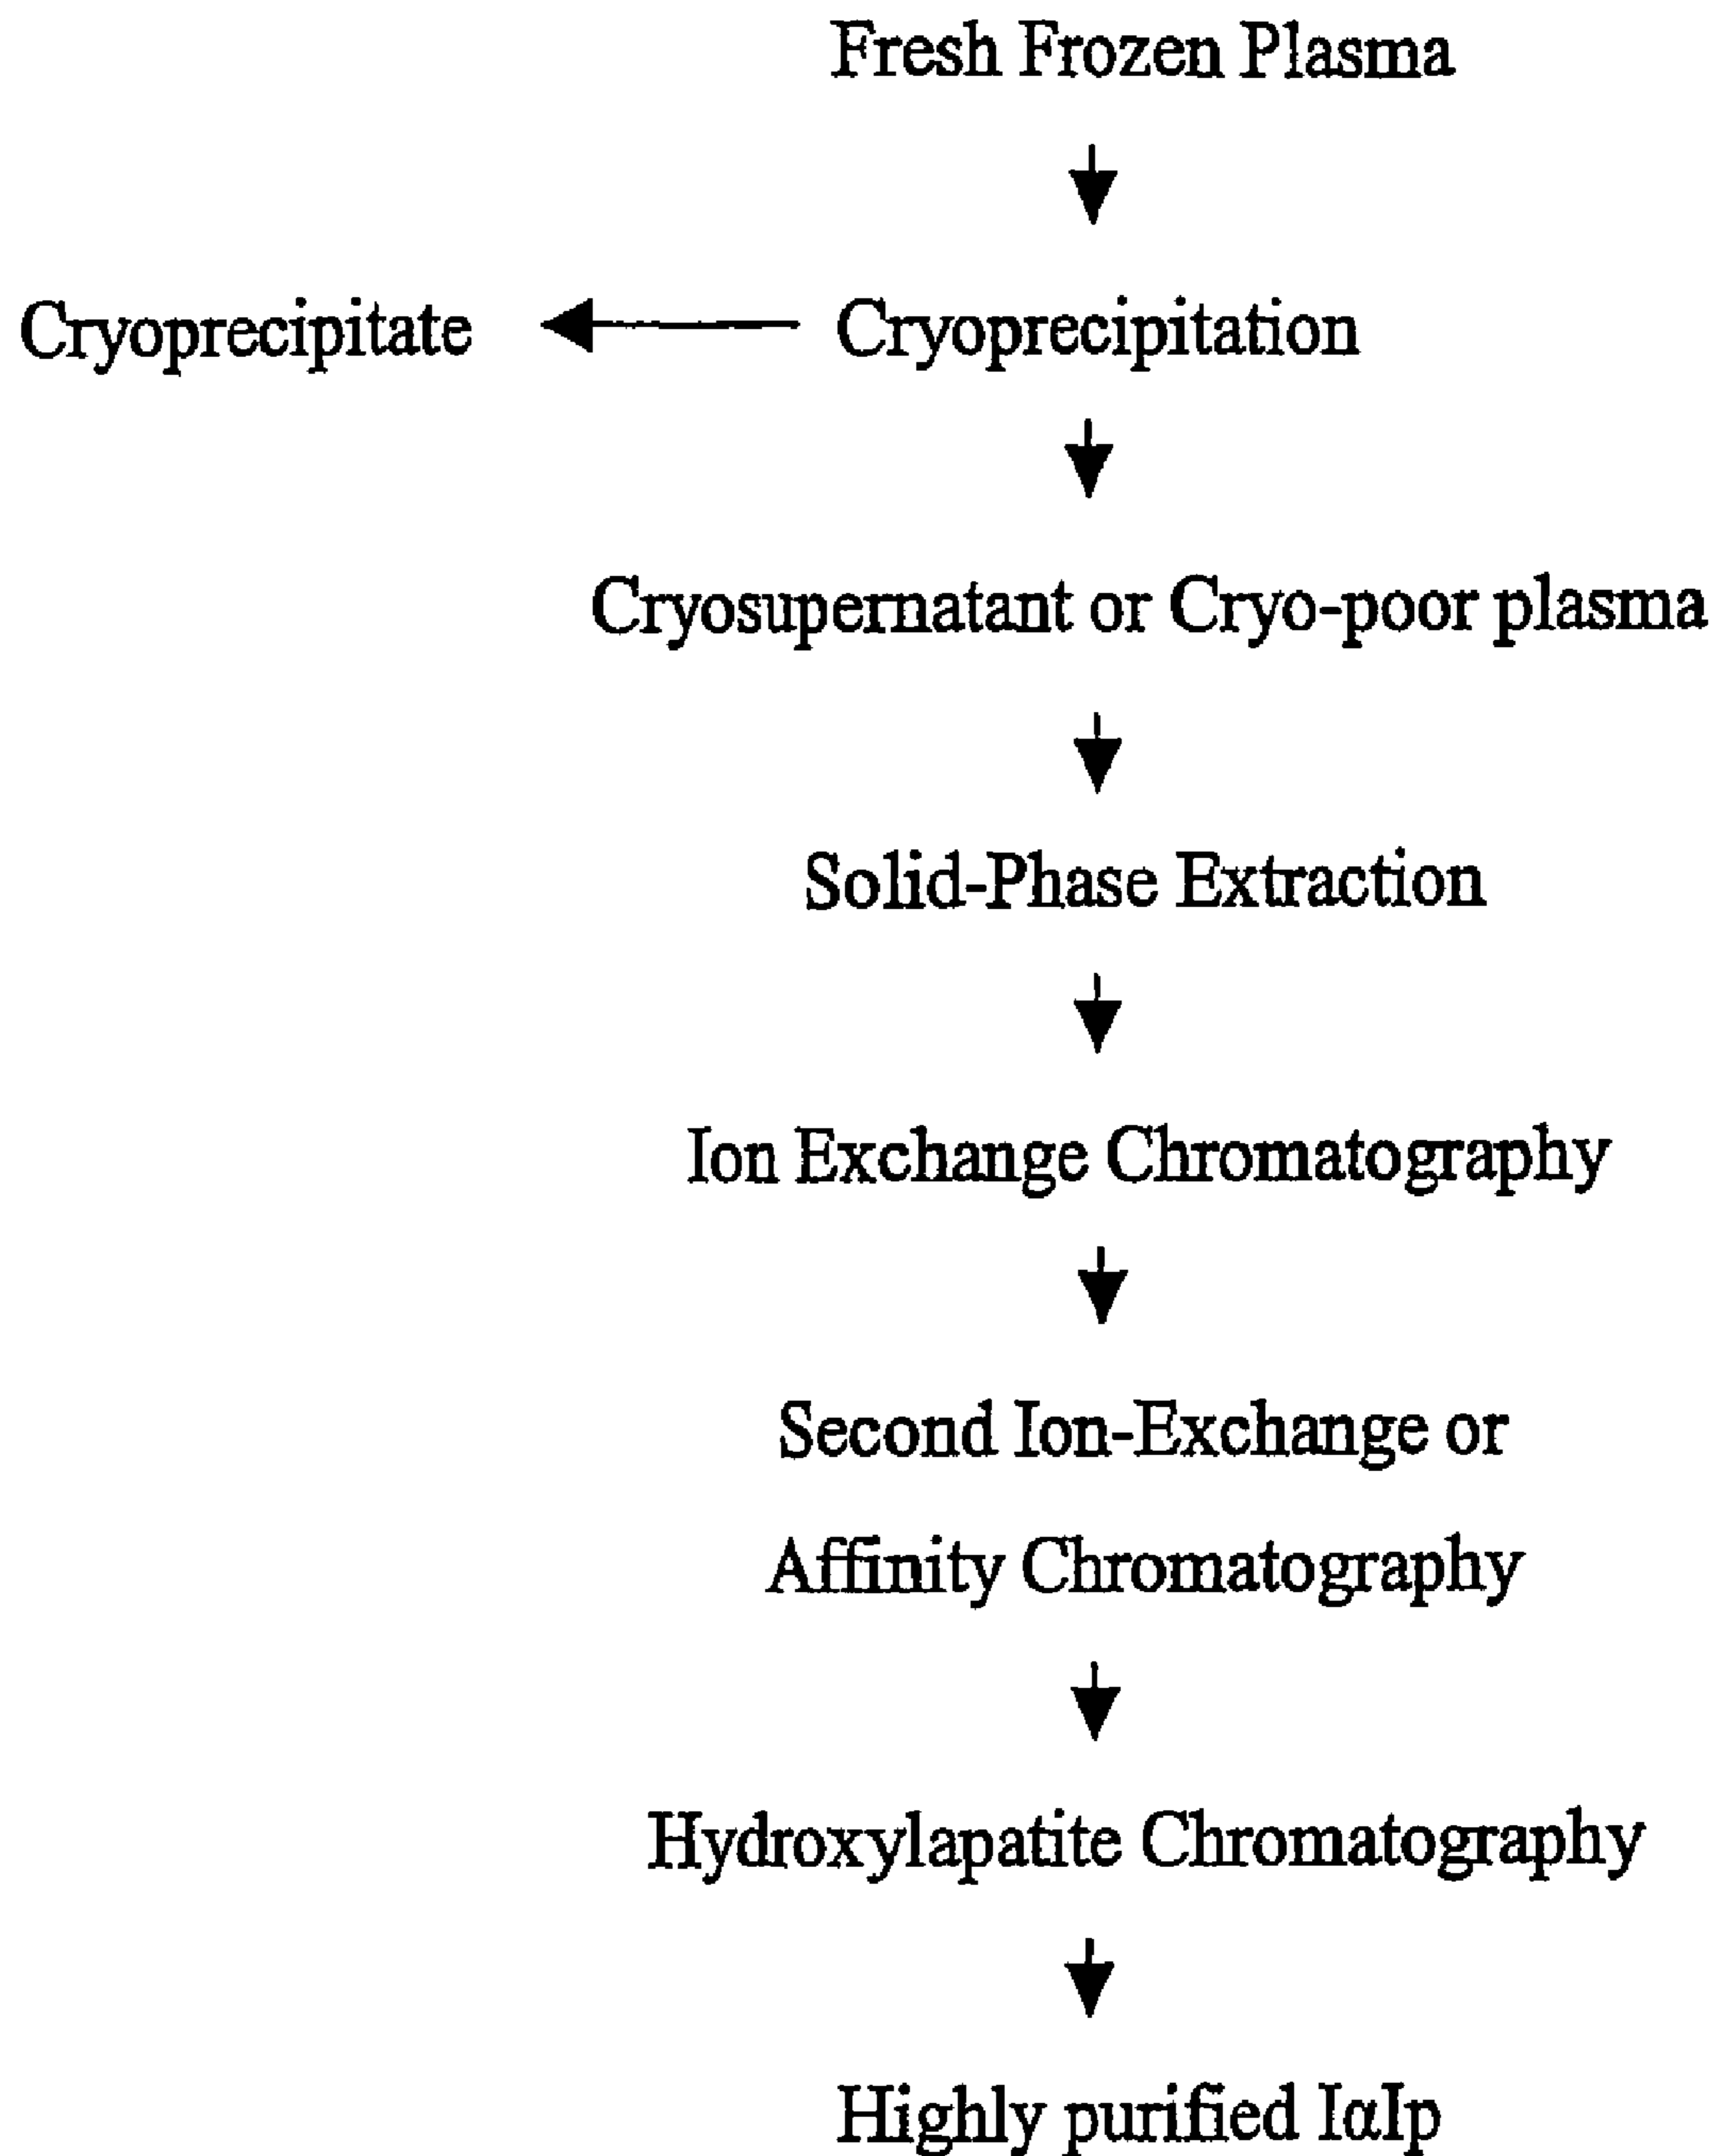 Fresh Frozen Plasma
Cryoprecipitate
Cryoprecipitation
Cryosupernatant or Cryo-poor plasma
Solid-Phase Extraction
Ion Exchange Chromatography
Second Ion-Exchange or
Affinity Chromatography
Hydroxylapatite Chromatography
Highly purified IαIp